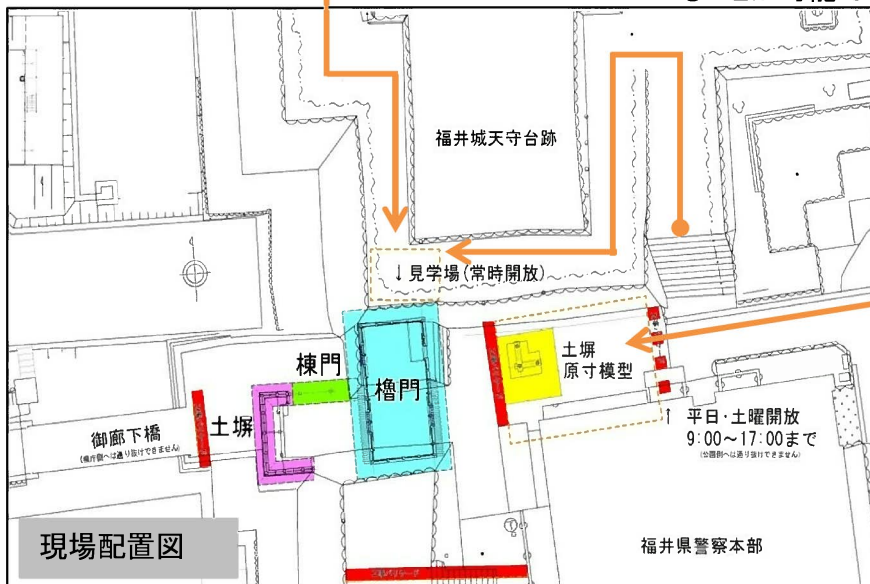 福井城天守台跡
↓見学場(常時開放)
土塀
原寸模型
棟門
櫓門
土塀
御廊下橋
(県庁側へは通り抜けできません)
↑ 平日・土曜開放
9:00～17:00まで
(公園側へは通り抜けできません)
福井県警察本部
現場配置図